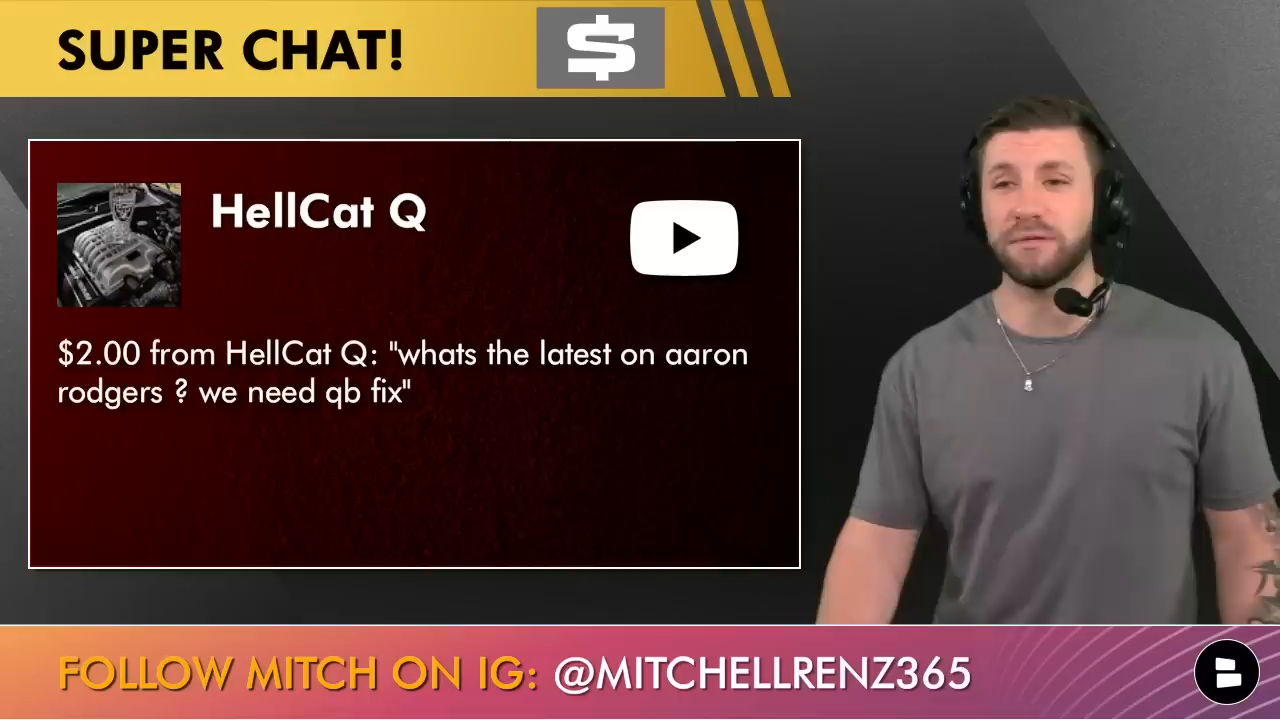 SUPER CHAT!
$
HellCat Q
$2.00 from HellCat Q: "whats the latest on aaron
rodgers ? we need qb fix"
FOLLOW MITCH ON IG: @MITCHELLRENZ365